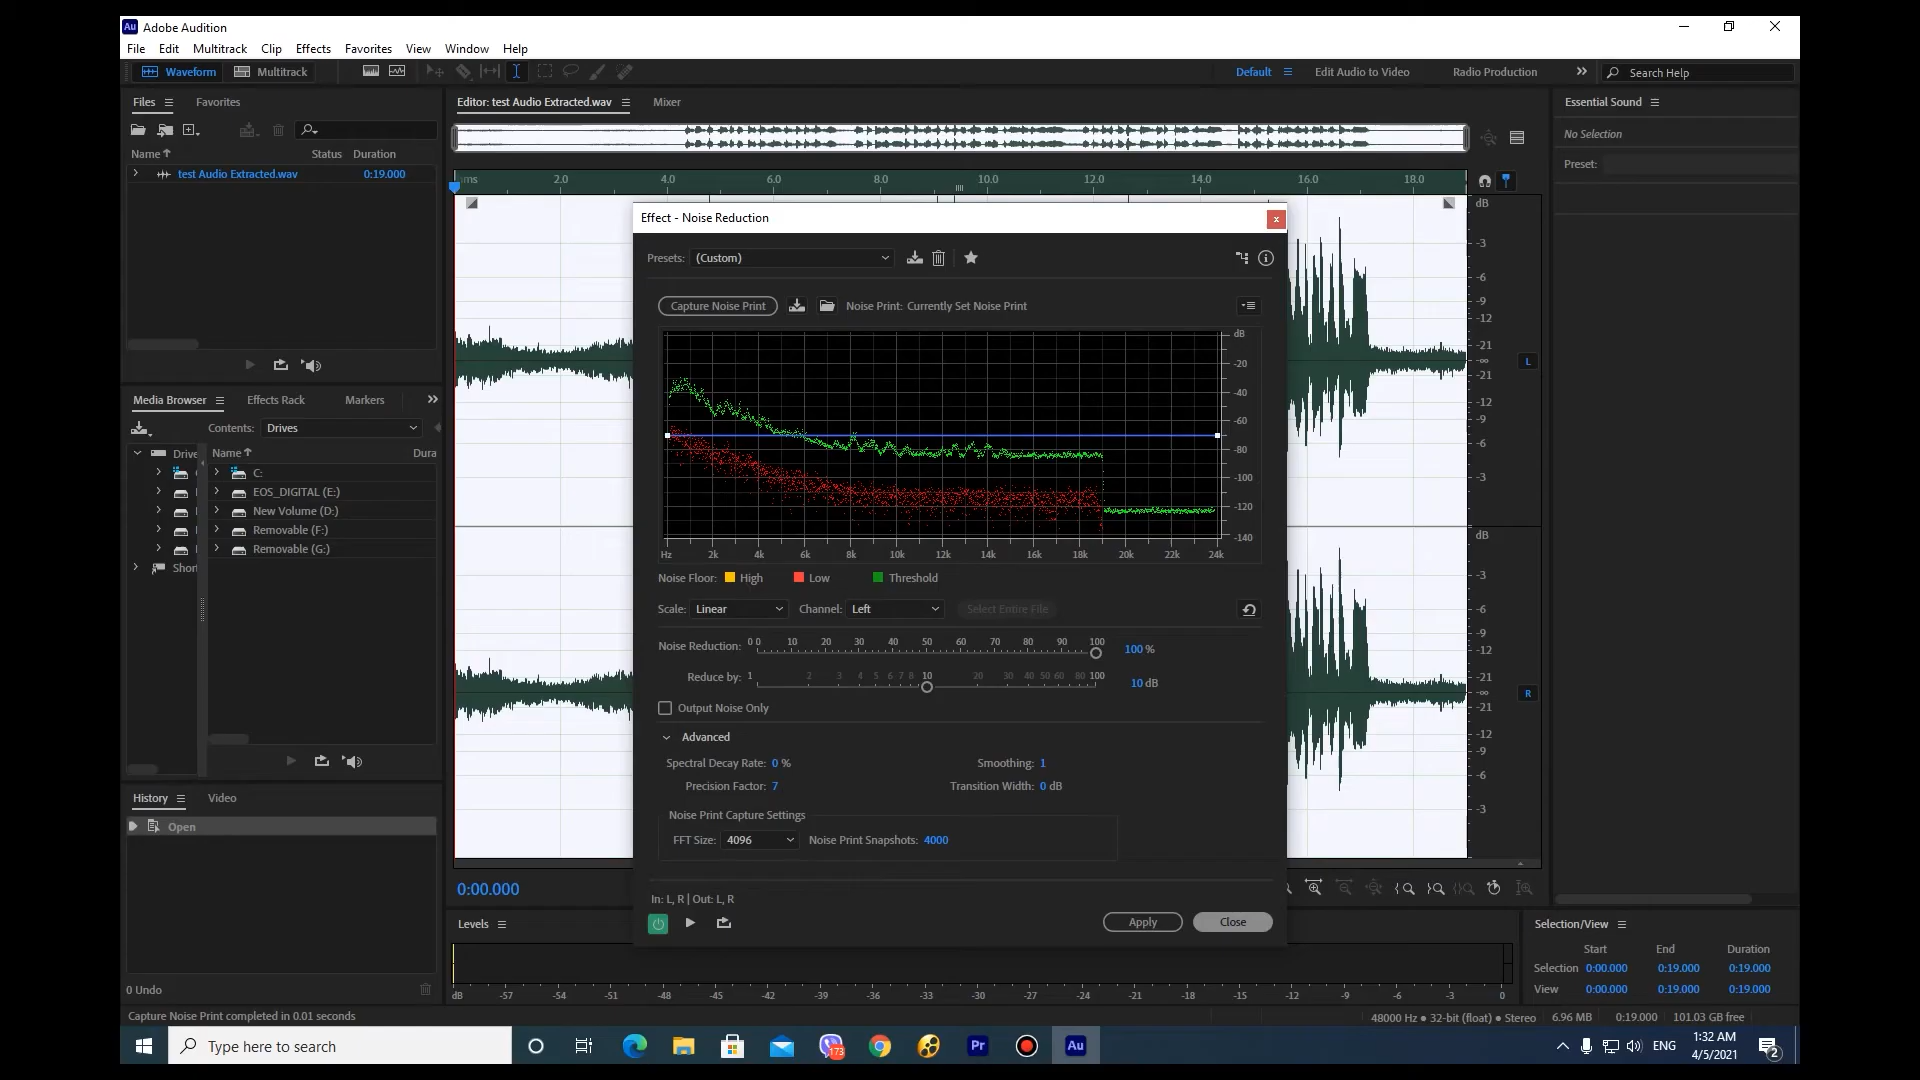 Au Adobe Audition
File Edit Multitrack Clip Effects Favorites View Window Help
Waveform Multitrack
Default Edit Audio to Video Radio Production Search Help
Files Favorites
Editor: test Audio Extracted.wav Mixer
Essential Sound
No Selection
Preset:
Name Status Duration
test Audio Extracted.wav 0:19.000
2.0 4.0 6.0 8.0 10.0 12.0 14.0 16.0 18.0
Effect - Noise Reduction
Presets: (Custom)
Capture Noise Print Noise Print: Currently Set Noise Print
dB
-20
-40
-60
-80
-100
-120
-140
Hz 2k 4k 6k 8k 10k 12k 14k 16k 18k 20k 22k 24k
Noise Floor: High Low Threshold
Scale: Linear Channel: Left Select Entire File
Noise Reduction: 0 0 10 20 30 40 50 60 70 80 90 100 100 %
Reduce by: 1 2 3 4 5 6 7 8 10 20 30 40 50 60 80 100 10 dB
Output Noise Only
Advanced
Spectral Decay Rate: 0 % Smoothing: 1
Precision Factor: 7 Transition Width: 0 dB
Noise Print Capture Settings
FFT Size: 4096 Noise Print Snapshots: 4000
In: L, R | Out: L, R
Apply Close
dB
-3
-6
-9
-12
-21
-∞
-21
-12
-9
-6
-3
L
dB
-3
-6
-9
-12
-21
-∞
-21
-12
-9
-6
-3
R
Media Browser Effects Rack Markers
Contents: Drives
Name Dura
C:
EOS_DIGITAL (E:)
New Volume (D:)
Removable (F:)
Removable (G:)
History Video
Open
0 Undo
0:00.000
Levels
dB -57 -54 -51 -48 -45 -42 -39 -36 -33 -30 -27 -24 -21 -18 -15 -12 -9 -6 -3 0
Selection/View
Start End Duration
Selection 0:00.000 0:19.000 0:19.000
View 0:00.000 0:19.000 0:19.000
Capture Noise Print completed in 0.01 seconds
48000 Hz ● 32-bit (float) ● Stereo 6.96 MB 0:19.000 101.03 GB free
Type here to search
173
Pr
Au
ENG
1:32 AM
4/5/2021
2